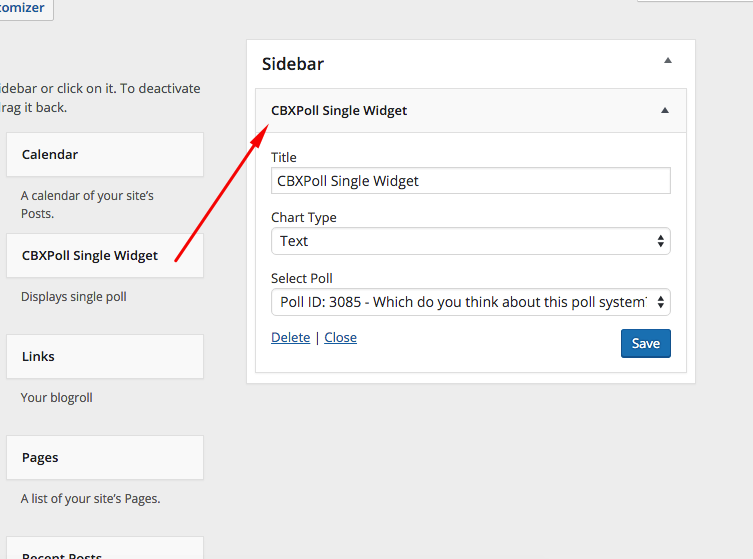 Sidebar
idebar or click on it. To deactivate
rag it back.
Calendar
A calendar of your site's
Posts.
CBXPoll Single Widget
Displays single poll
Links
Your blogroll
Pages
A list of your site's Pages.
Recent Posts
CBXPoll Single Widget
Title
CBXPoll Single Widget
Chart Type
Text
Select Poll
Poll ID: 3085 - Which do you think about this poll system
Delete | Close
Save